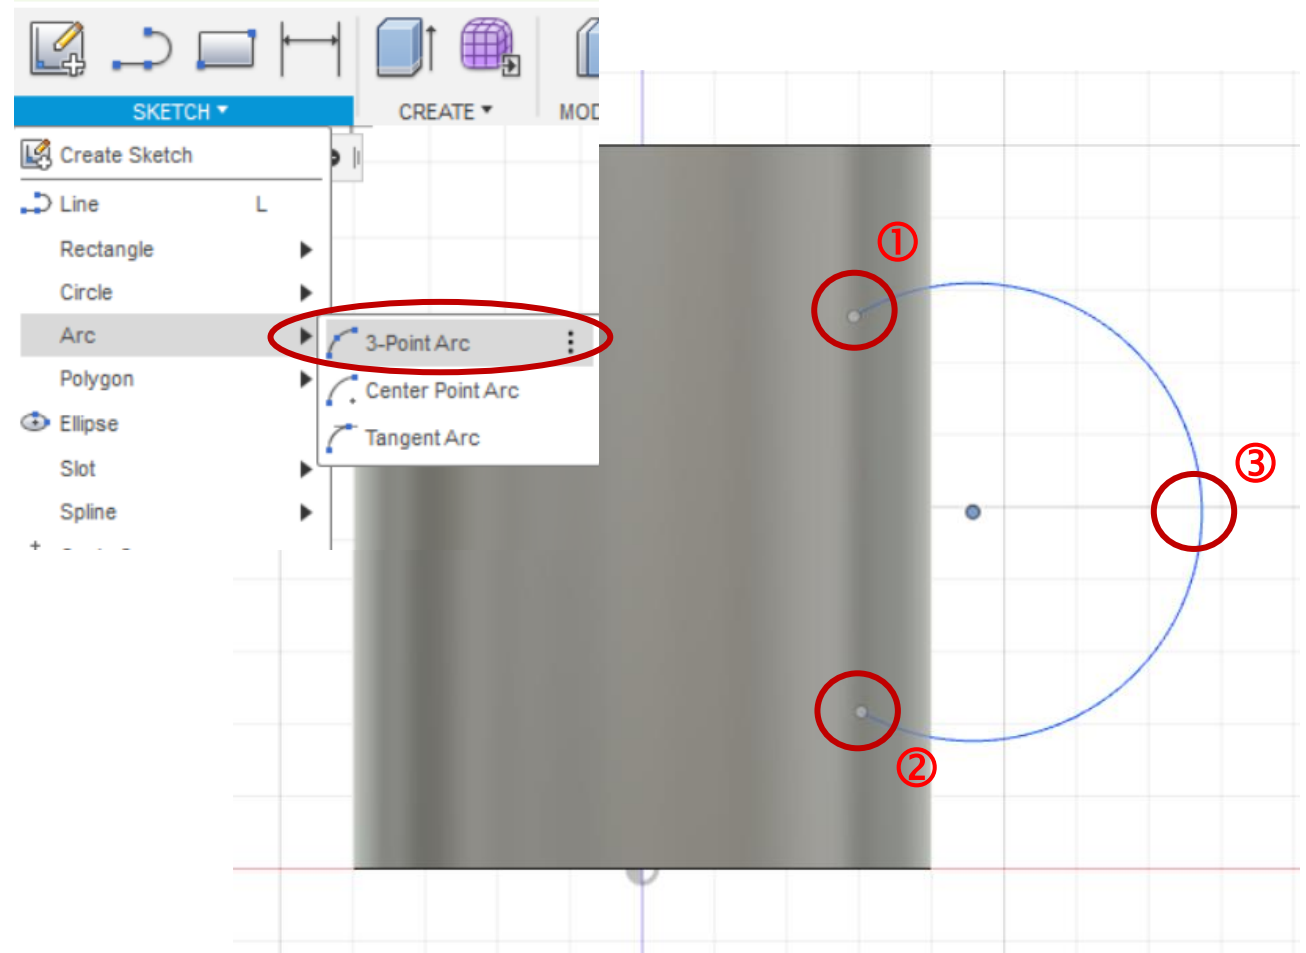 SKETCH
CREATE
MOD
Create Sketch
Line L
Rectangle
Circle
Arc
3-Point Arc
Polygon
Center Point Arc
Ellipse
Tangent Arc
Slot
Spline
①
②
③